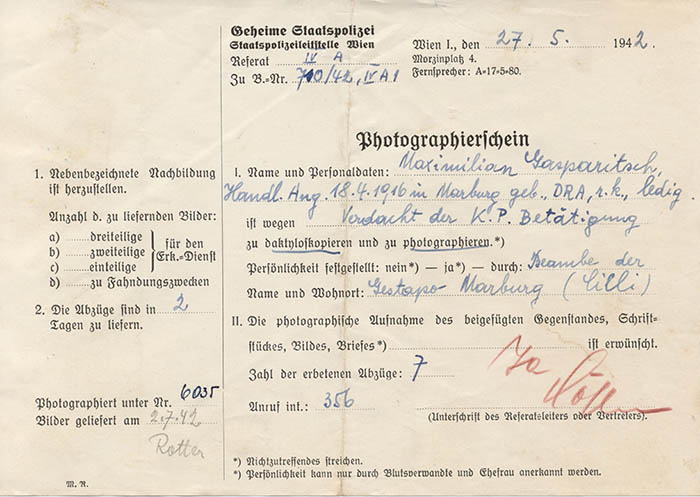 Geheime Staatspolizei
Staatspolizeileitstelle Wien
Referat IV A
Zu B.-Nr. 710/42, IV A 1
Wien I., den 27. 5. 1942.
Morzinplatz 4.
Fernsprecher: A=17=5=80.
Photographierschein
1. Nebenbezeichnete Nachbildung
ist herzustellen.
Anzahl d. zu liefernden Bilder:
a) ...... dreiteilige
b) ...... zweiteilige
c) ...... einteilige
für den
Erk.=Dienst
d) ...... zu Fahndungszwecken
2. Die Abzüge sind in 2
Tagen zu liefern.
Photographiert unter Nr. 6035
Bilder geliefert am 2.7.42
Rotter
M. R.
I. Name und Personaldaten: Maximilian Gasparitsch,
Handl. Ang. 18.4.1916 in Marburg geb., DRA, r.k., ledig.
ist wegen Verdacht der K.P. Betätigung
zu daktyloskopieren und zu photographieren.*)
Persönlichkeit festgestellt: nein*) — ja*) — durch: Beambe der
Name und Wohnort: Gestapo Marburg (Cilli)
II. Die photographische Aufnahme des beigefügten Gegenstandes, Schrift=
stückes, Bildes, Briefes*) ...... ist erwünscht.
Zahl der erbetenen Abzüge: 7
Anruf int.: 356
Ja
(Unterschrift des Referatsleiters oder Vertreters).
*) Nichtzutreffendes streichen.
*) Persönlichkeit kann nur durch Blutsverwandte und Ehefrau anerkannt werden.